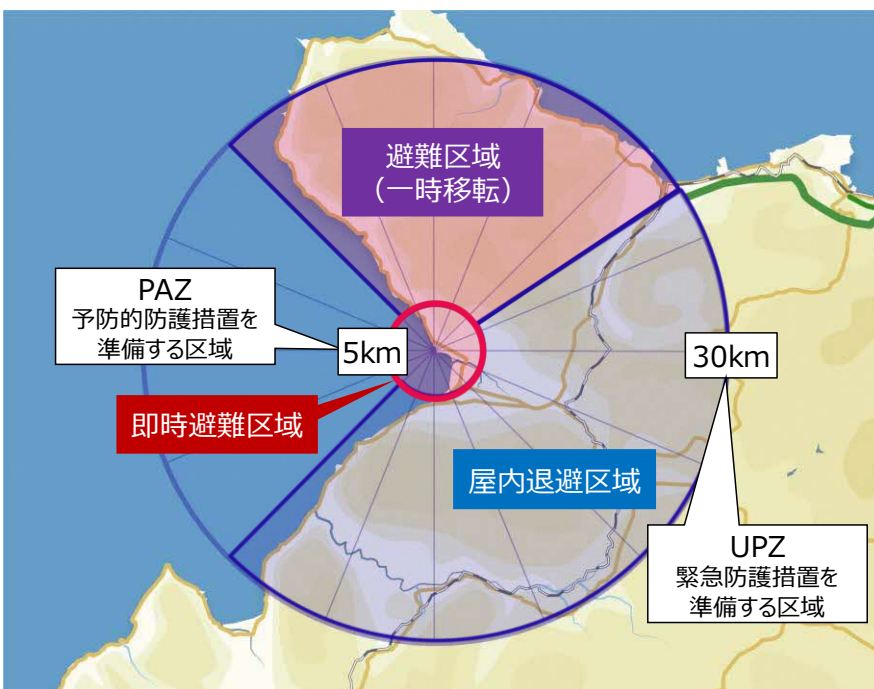 避難区域
（一時移転）
PAZ
予防的防護措置を
準備する区域
5km
30km
即時避難区域
屋内退避区域
UPZ
緊急防護措置を
準備する区域